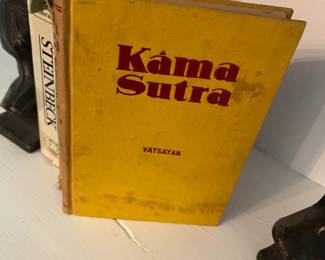 STEINBECK
Kâma
Sutra
VATSAYAN